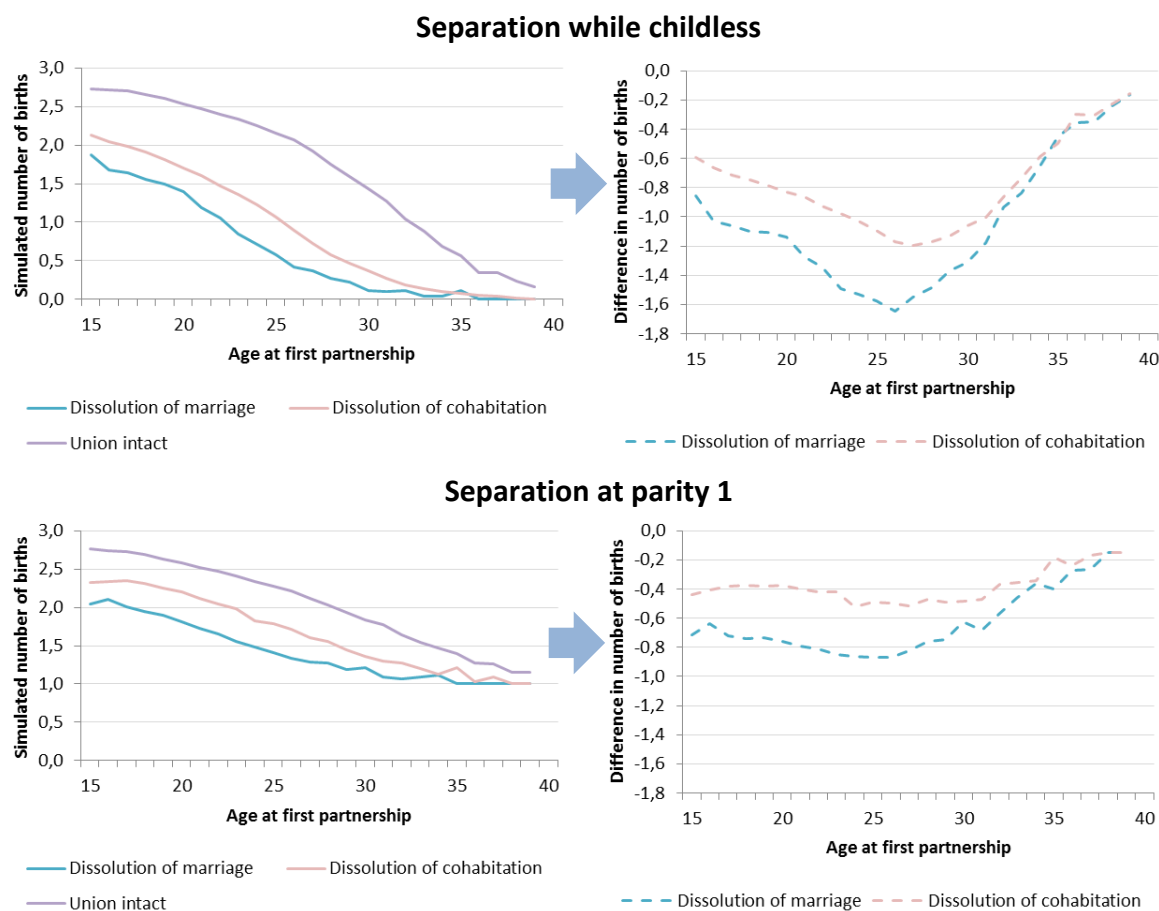 Separation while childless
Simulated number of births
3,0
2,5
2,0
1,5
1,0
0,5
0,0
15 20 25 30 35 40
Age at first partnership
Dissolution of marriage Dissolution of cohabitation
Union intact
Difference in number of births
0,0
-0,2
-0,4
-0,6
-0,8
-1,0
-1,2
-1,4
-1,6
-1,8
15 20 25 30 35 40
Age at first partnership
Dissolution of marriage Dissolution of cohabitation
Separation at parity 1
Simulated number of births
3,0
2,5
2,0
1,5
1,0
0,5
0,0
15 20 25 30 35 40
Age at first partnership
Dissolution of marriage Dissolution of cohabitation
Union intact
Difference in number of births
0,0
-0,2
-0,4
-0,6
-0,8
-1,0
-1,2
-1,4
-1,6
-1,8
15 20 25 30 35 40
Age at first partnership
Dissolution of marriage Dissolution of cohabitation